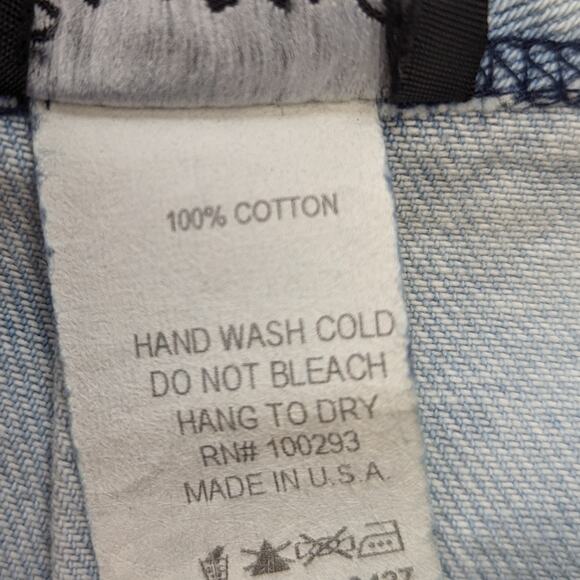 100% COTTON
HAND WASH COLD
DO NOT BLEACH
HANG TO DRY
RN# 100293
MADE IN U.S.A.